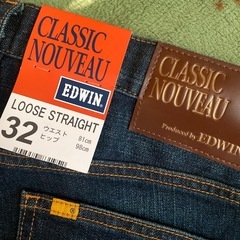 CLASSIC
NOUVEAU
EDWIN
LOOSE STRAIGHT
32
ウエスト 81cm
ヒップ 98cm
CLASSIC
NOUVEAU
Produced by EDWIN